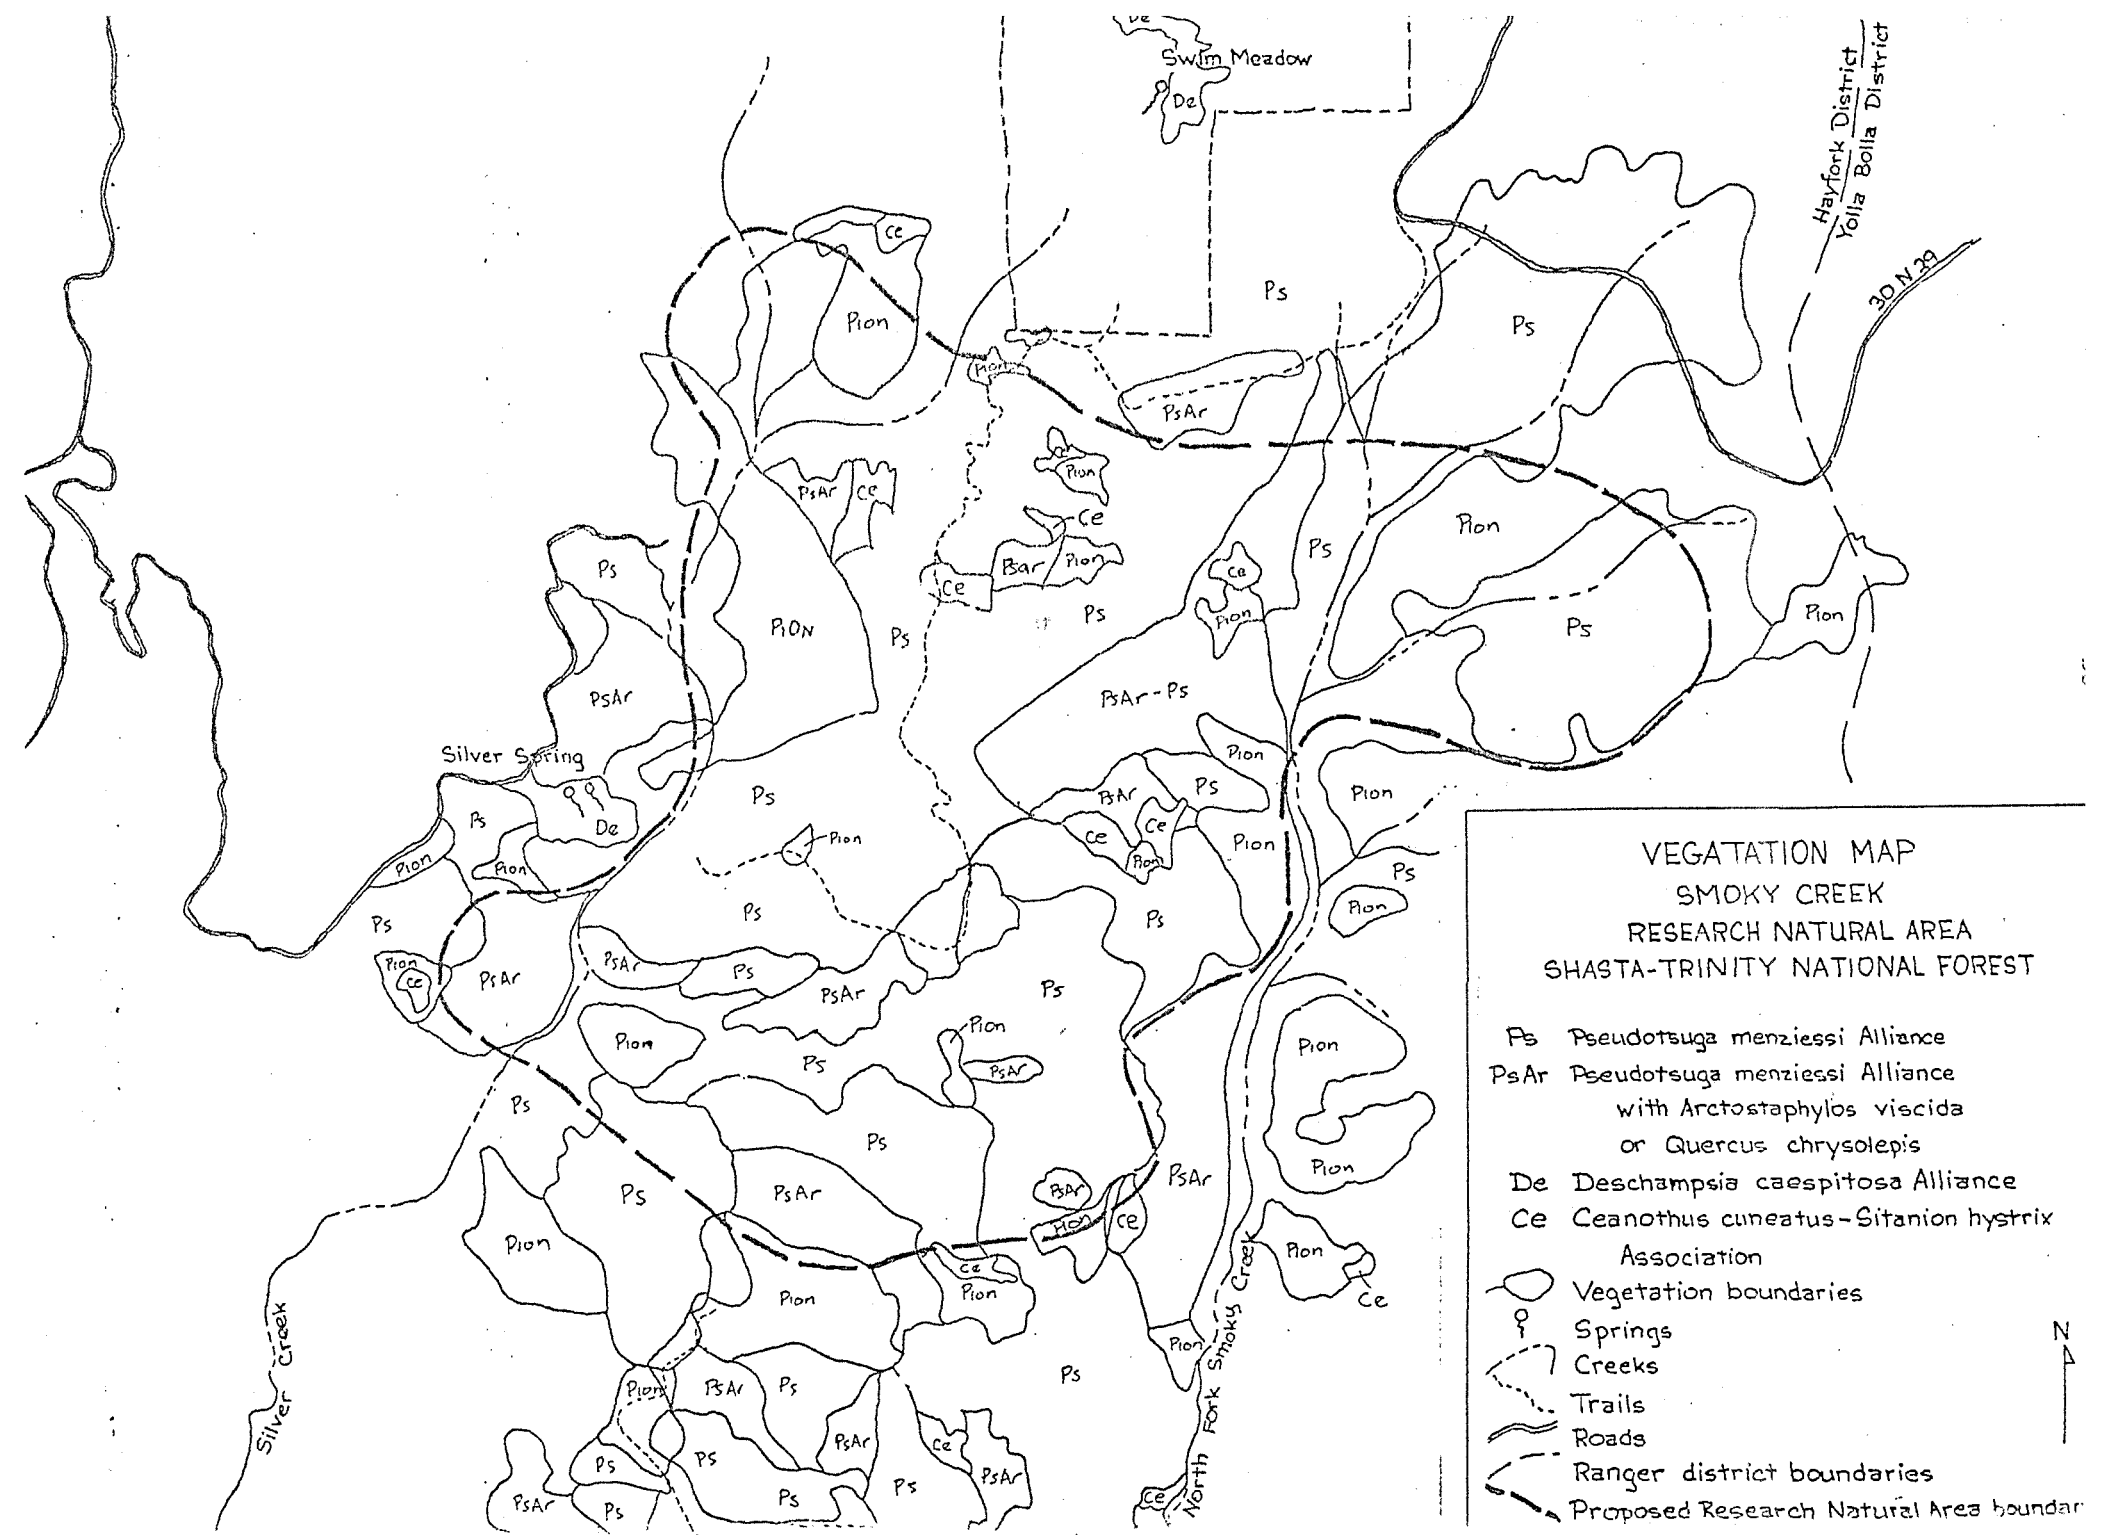 De
Swim Meadow
De
Hayfork District
Yolla Bolla District
30 N 29
Ce
Ps
Pion
Ps
Pion
PsAr
PsAr
Ce
Pion
Pion
Ce
Ps
Ps
Psar
Pion
Ce
Ce
Pion
Ps
PiON
Ps
Ps
Pion
Ps
PsAr
PsAr-Ps
Silver Spring
Pion
Ps
Ps
PsAr
Pion
Ps
De
Ce
Ce
Pion
Pion
Pion
Pion
Pion
Ps
Pion
Ps
Ps
Ps
Pion
Pion
Ce
PsAr
PsAr
Ps
PsAr
Ps
Pion
Pion
Pion
Ps
PsAr
Ps
Ps
Pion
PsAr
Ps
PsAr
PsAr
Pion
Ce
Pion
Pion
Ce
Pion
Pion
Ce
Pion
Ps
Pion
PsAr
Ps
PsAr
Ce
PsAr
Ps
Ps
Ps
Ps
PsAr
Ps
Ce
Silver Creek
North Fork Smoky Creek
VEGATATION MAP
SMOKY CREEK
RESEARCH NATURAL AREA
SHASTA-TRINITY NATIONAL FOREST
Ps Pseudotsuga menziessi Alliance
PsAr Pseudotsuga menziessi Alliance
with Arctostaphylos viscida
or Quercus chrysolepis
De Deschampsia caespitosa Alliance
Ce Ceanothus cuneatus-Sitanion hystrix
Association
Vegetation boundaries
Springs
Creeks
Trails
Roads
Ranger district boundaries
Proposed Research Natural Area boundar
N